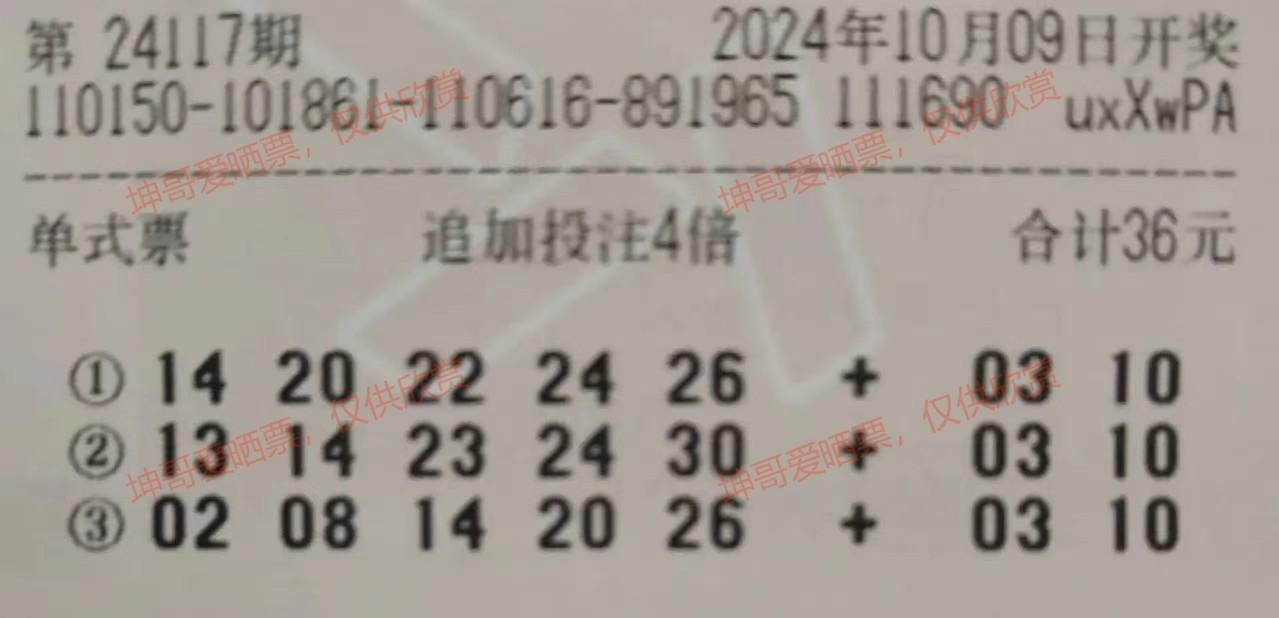 第 24117期 2024年10月09日开奖
110150-101861-110616-891965 111690 uxXwPA
单式票 追加投注4倍 合计36元
① 14 20 22 24 26 + 03 10
② 13 14 23 24 30 + 03 10
③ 02 08 14 20 26 + 03 10
坤哥爱晒票，仅供欣赏
坤哥爱晒票，仅供欣赏
坤哥爱晒票，仅供欣赏
坤哥爱晒票，仅供欣赏